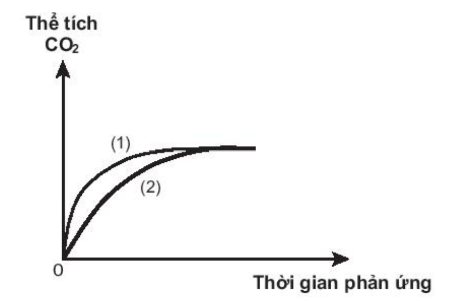 Thể tích
CO₂
(1)
(2)
0
Thời gian phản ứng